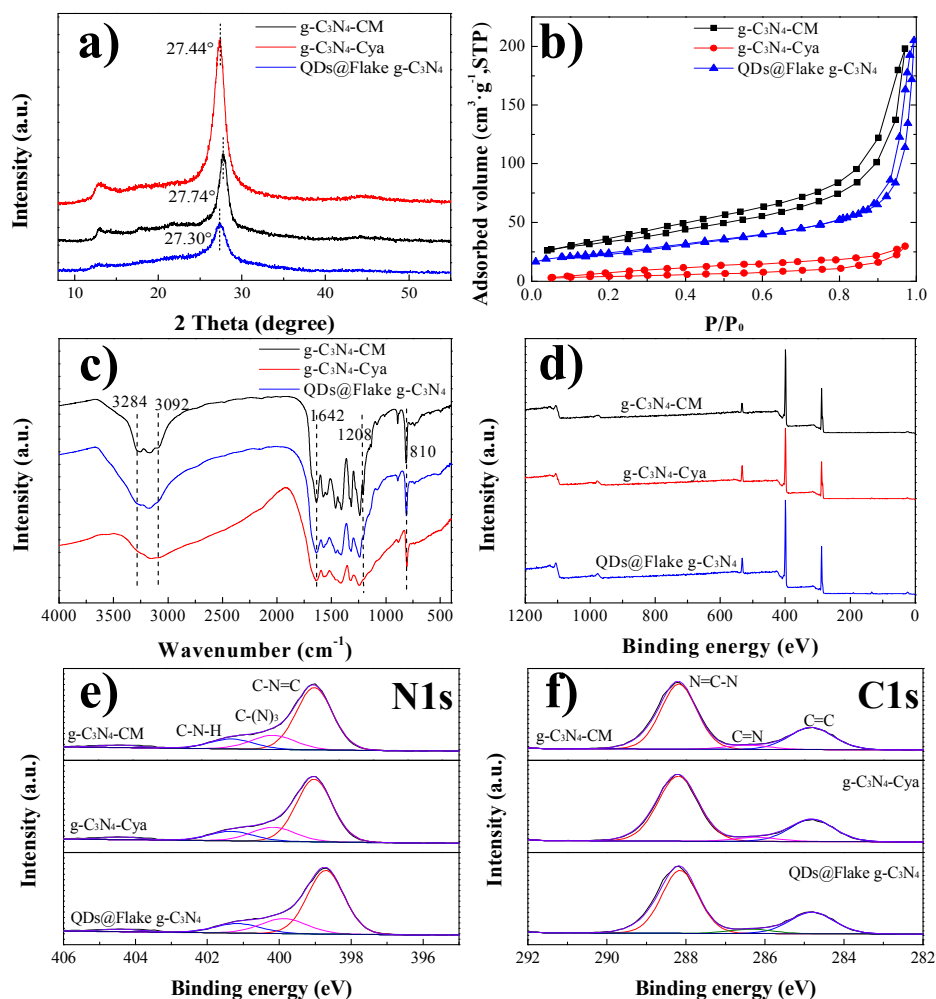 a)
g-C₃N₄-CM
g-C₃N₄-Cya
QDs@Flake g-C₃N₄
27.44°
27.74°
27.30°
Intensity (a.u.)
10 20 30 40 50
2 Theta (degree)
b)
g-C₃N₄-CM
g-C₃N₄-Cya
QDs@Flake g-C₃N₄
Adsorbed volume (cm³·g⁻¹,STP)
200
150
100
50
0
0.0 0.2 0.4 0.6 0.8 1.0
P/P₀
c)
g-C₃N₄-CM
g-C₃N₄-Cya
QDs@Flake g-C₃N₄
3284
3092
1642
1208
810
Intensity (a.u.)
4000 3500 3000 2500 2000 1500 1000 500
Wavenumber (cm⁻¹)
d)
g-C₃N₄-CM
g-C₃N₄-Cya
QDs@Flake g-C₃N₄
Intensity (a.u.)
1200 1000 800 600 400 200 0
Binding energy (eV)
e)
N1s
C-N=C
C-(N)₃
C-N-H
g-C₃N₄-CM
g-C₃N₄-Cya
QDs@Flake g-C₃N₄
Intensity (a.u.)
406 404 402 400 398 396
Binding energy (eV)
f)
C1s
N=C-N
C=N
C=C
g-C₃N₄-CM
g-C₃N₄-Cya
QDs@Flake g-C₃N₄
Intensity (a.u.)
292 290 288 286 284 282
Binding energy (eV)